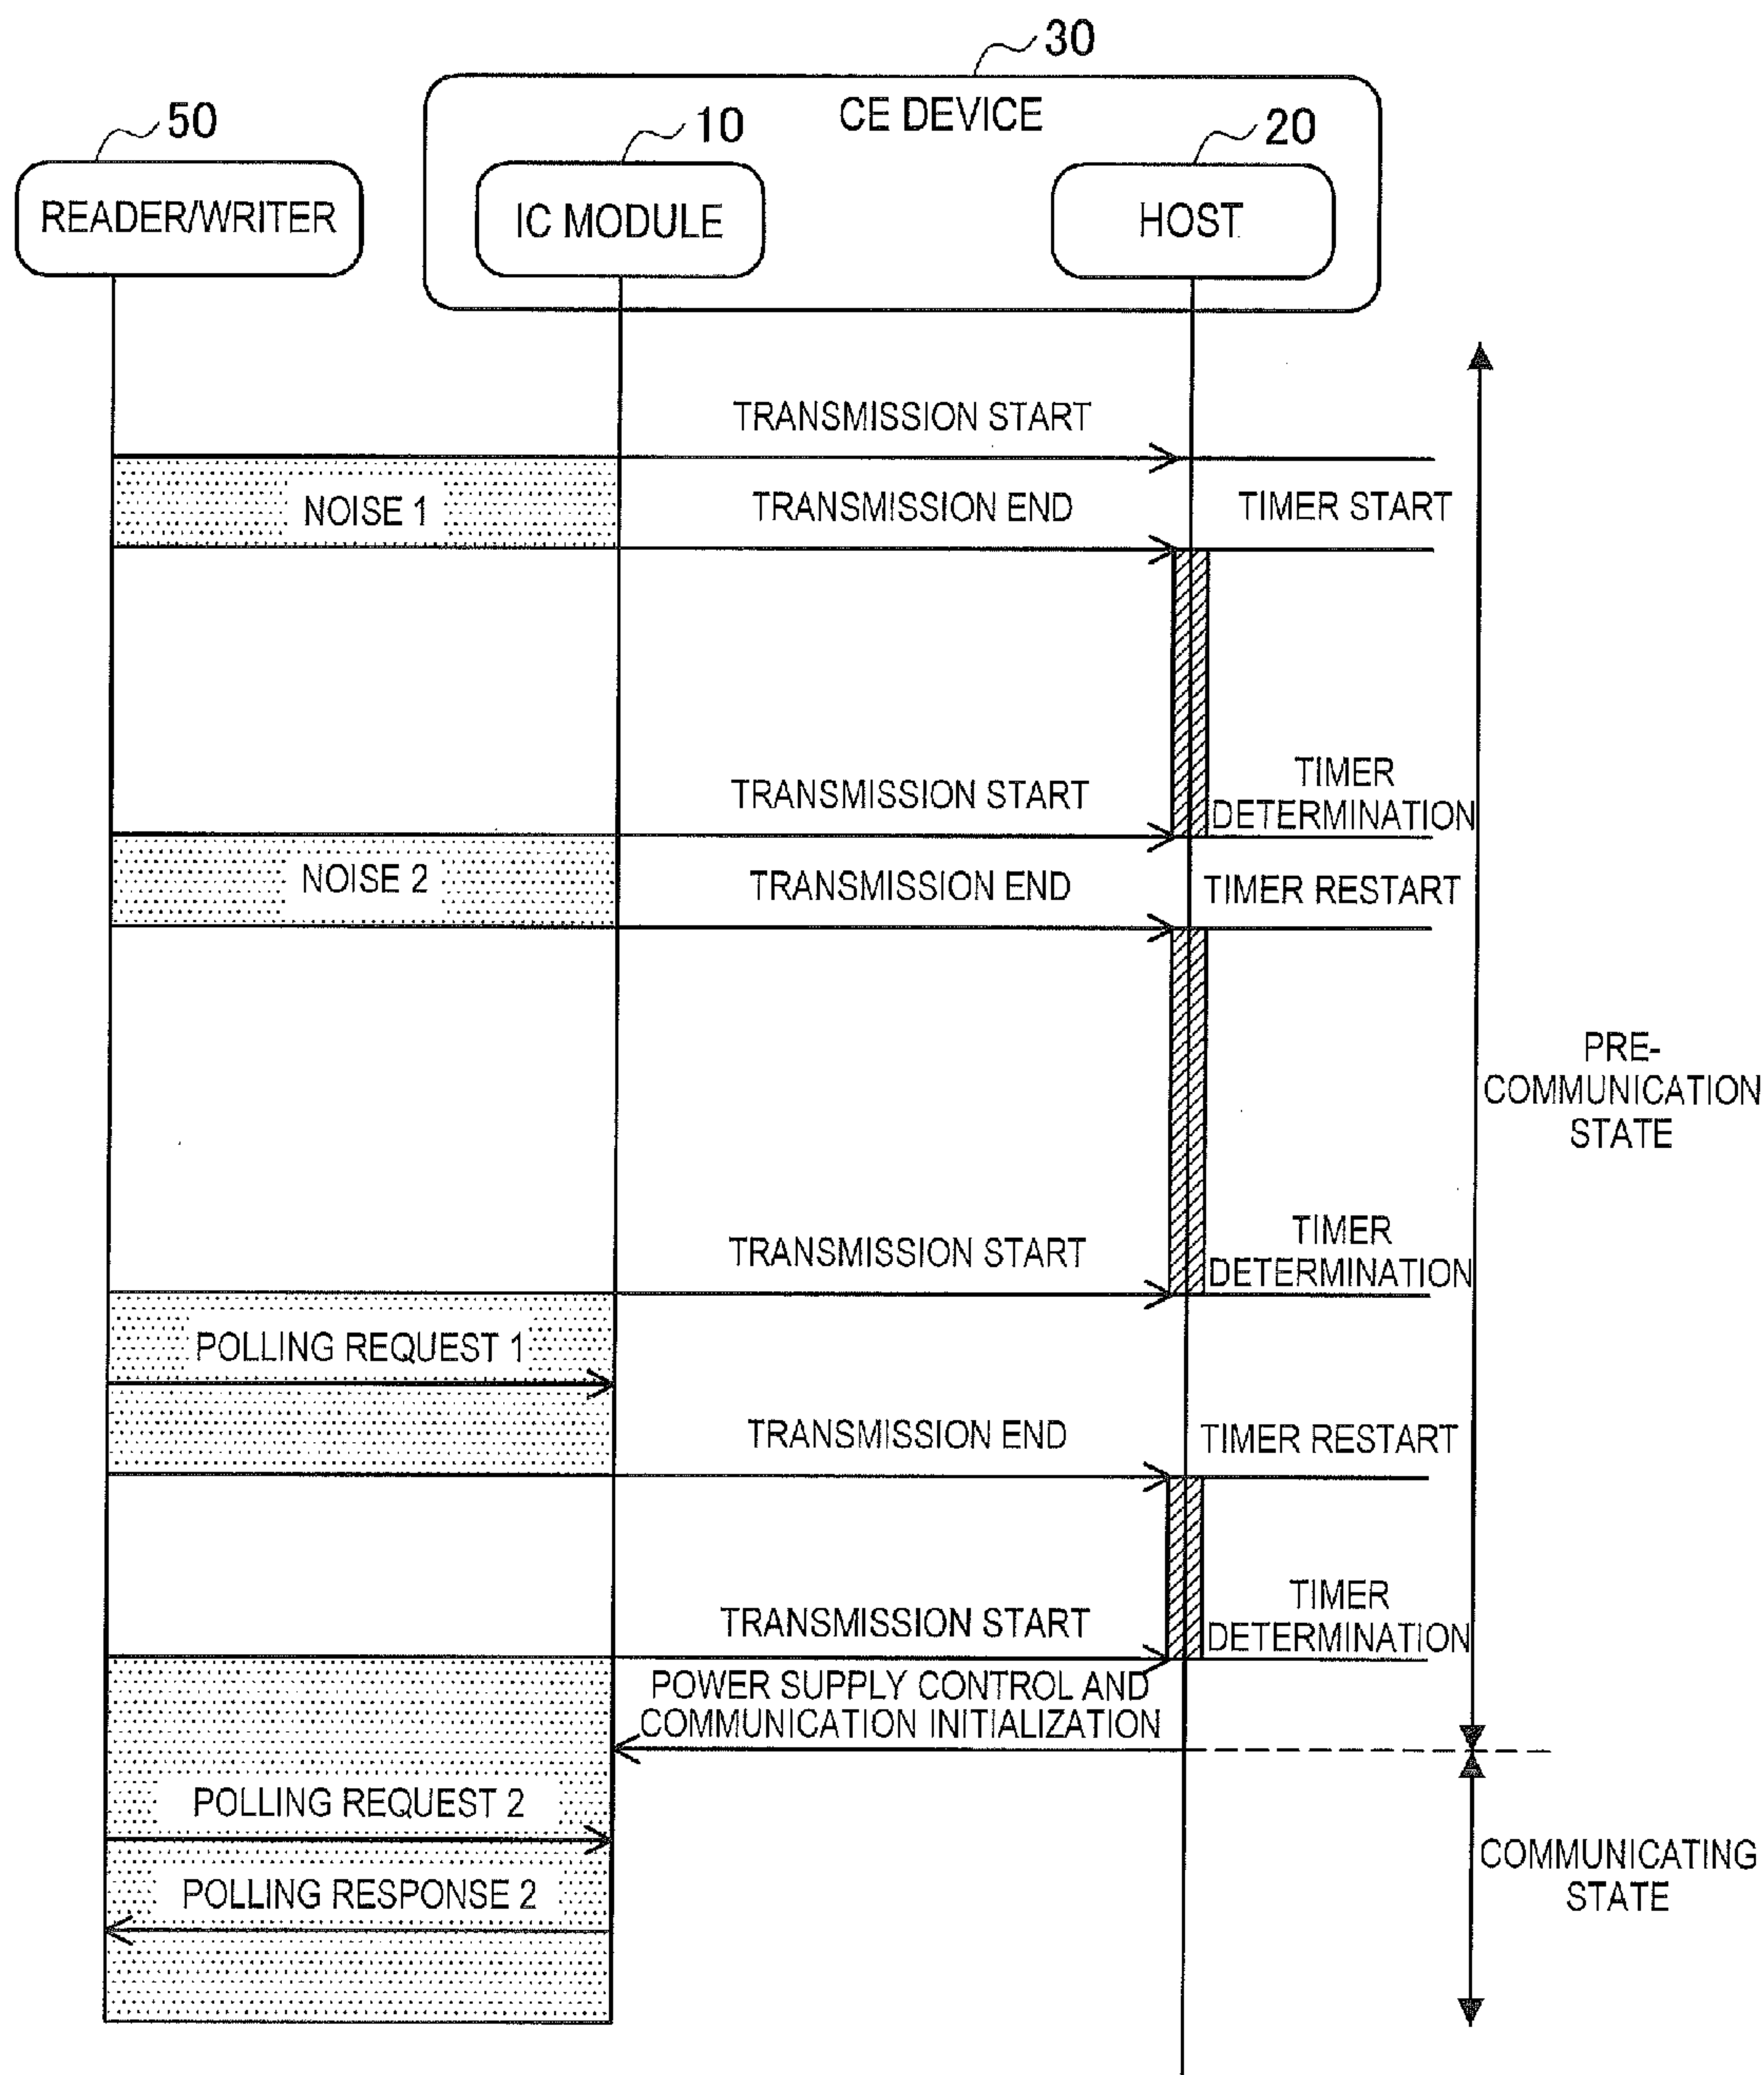 30
CE DEVICE
50
10
20
READER/WRITER
IC MODULE
HOST
TRANSMISSION START
NOISE 1
TRANSMISSION END
TIMER START
TRANSMISSION START
TIMER
DETERMINATION
NOISE 2
TRANSMISSION END
TIMER RESTART
PRE-
COMMUNICATION
STATE
TRANSMISSION START
TIMER
DETERMINATION
POLLING REQUEST 1
TRANSMISSION END
TIMER RESTART
TRANSMISSION START
TIMER
DETERMINATION
POWER SUPPLY CONTROL AND
COMMUNICATION INITIALIZATION
POLLING REQUEST 2
COMMUNICATING
STATE
POLLING RESPONSE 2